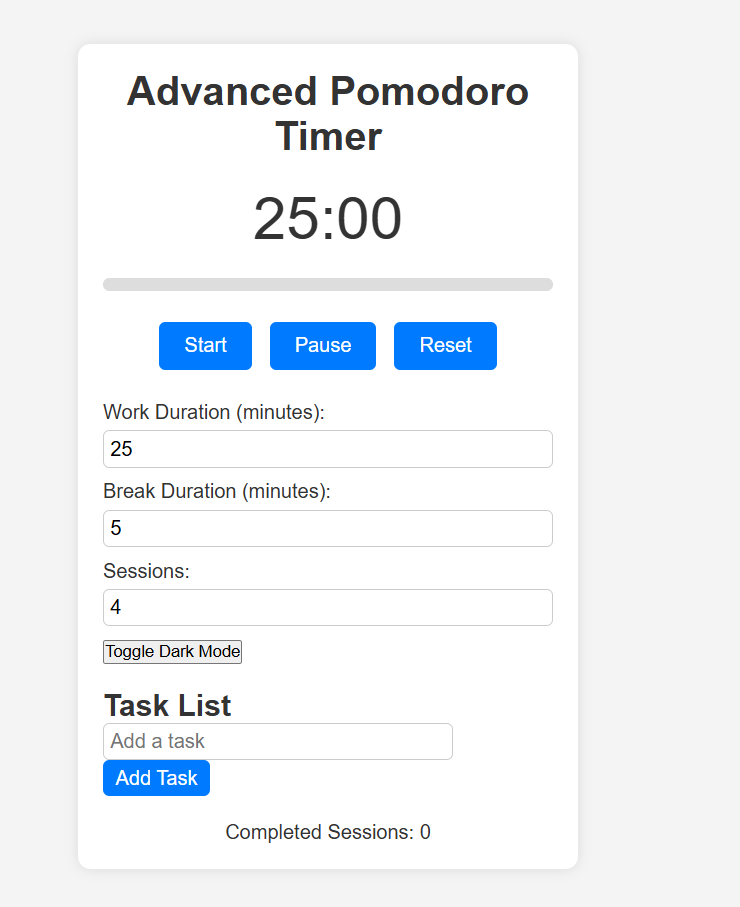 Advanced Pomodoro
Timer
25:00
Start Pause Reset
Work Duration (minutes):
25
Break Duration (minutes):
5
Sessions:
4
Toggle Dark Mode
Task List
Add a task
Add Task
Completed Sessions: 0